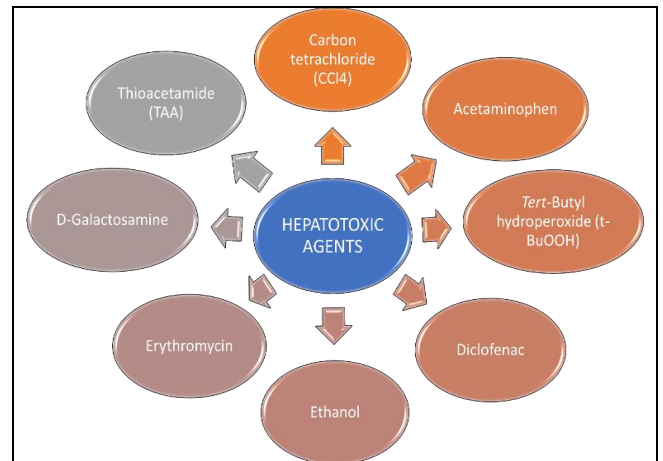 Carbon
tetrachloride
(CCl4)
Thioacetamide
(TAA)
Acetaminophen
D-Galactosamine
HEPATOTOXIC
AGENTS
Tert-Butyl
hydroperoxide (t-
BuOOH)
Erythromycin
Diclofenac
Ethanol